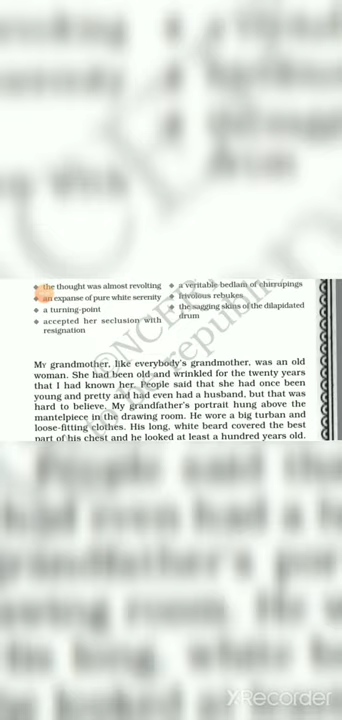 the thought was almost revolting
an expanse of pure white serenity
a turning-point
accepted her seclusion with
resignation
a veritable bedlam of chirrupings
frivolous rebukes
the sagging skins of the dilapidated
drum
©NCERT
republi
MY grandmother, like everybody's grandmother, was an old
woman. She had been old and wrinkled for the twenty years
that I had known her. People said that she had once been
young and pretty and had even had a husband, but that was
hard to believe. My grandfather's portrait hung above the
mantelpiece in the drawing room. He wore a big turban and
loose-fitting clothes. His long, white beard covered the best
part of his chest and he looked at least a hundred years old.
XRecorder